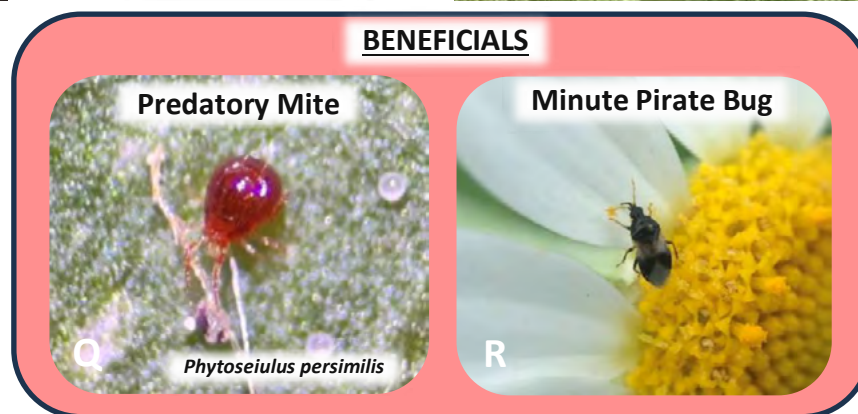 BENEFICIALS
Predatory Mite
Minute Pirate Bug
Q
Phytoseiulus persimilis
R